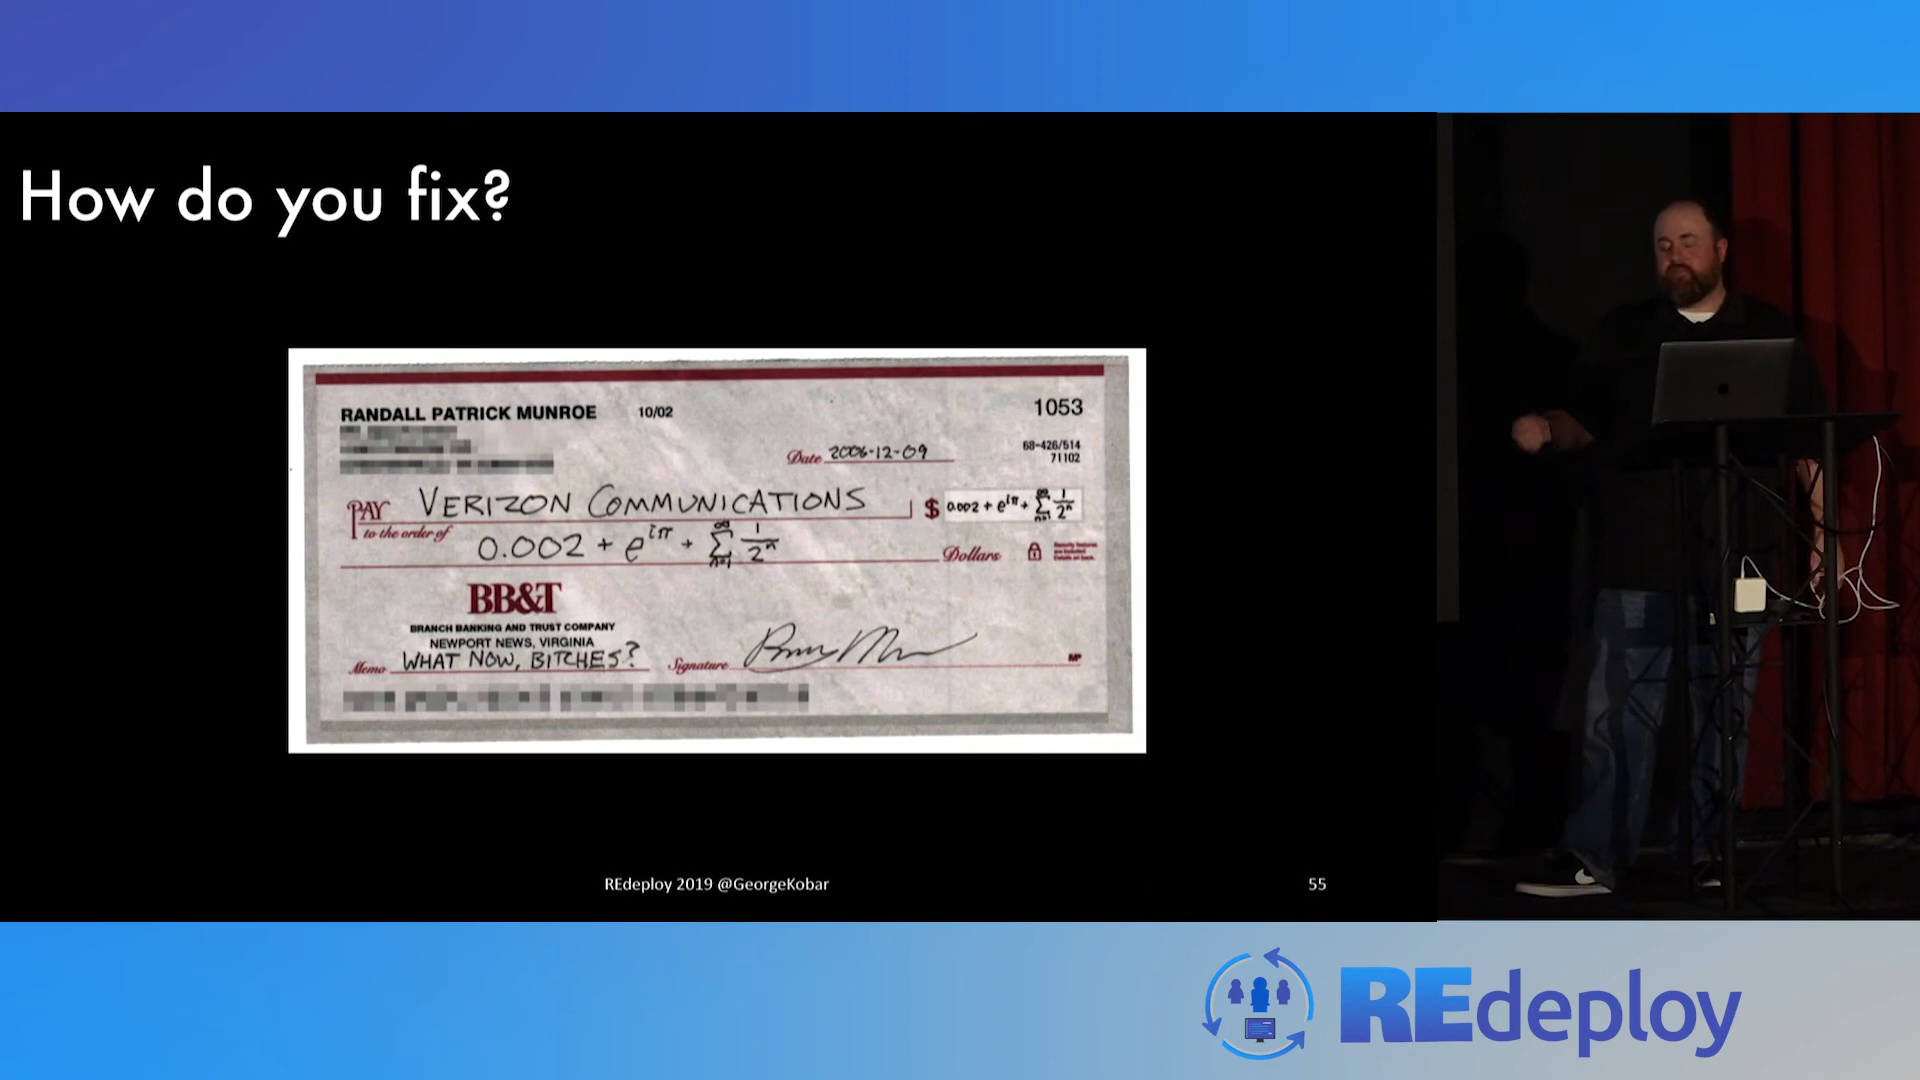 How do you fix?
RANDALL PATRICK MUNROE 10/02 1053
Date 2006-12-09 68-426/514
71102
PAY VERIZON COMMUNICATIONS $ 0.002 + e^iπ + ∞∑n=1 1/2^n
to the order of
0.002 + e^iπ + ∞∑n=1 1/2^n Dollars
BB&T
BRANCH BANKING AND TRUST COMPANY
NEWPORT NEWS, VIRGINIA
Memo WHAT NOW, BITCHES? Signature
MP
REdeploy 2019 @GeorgeKobar 55
REdeploy